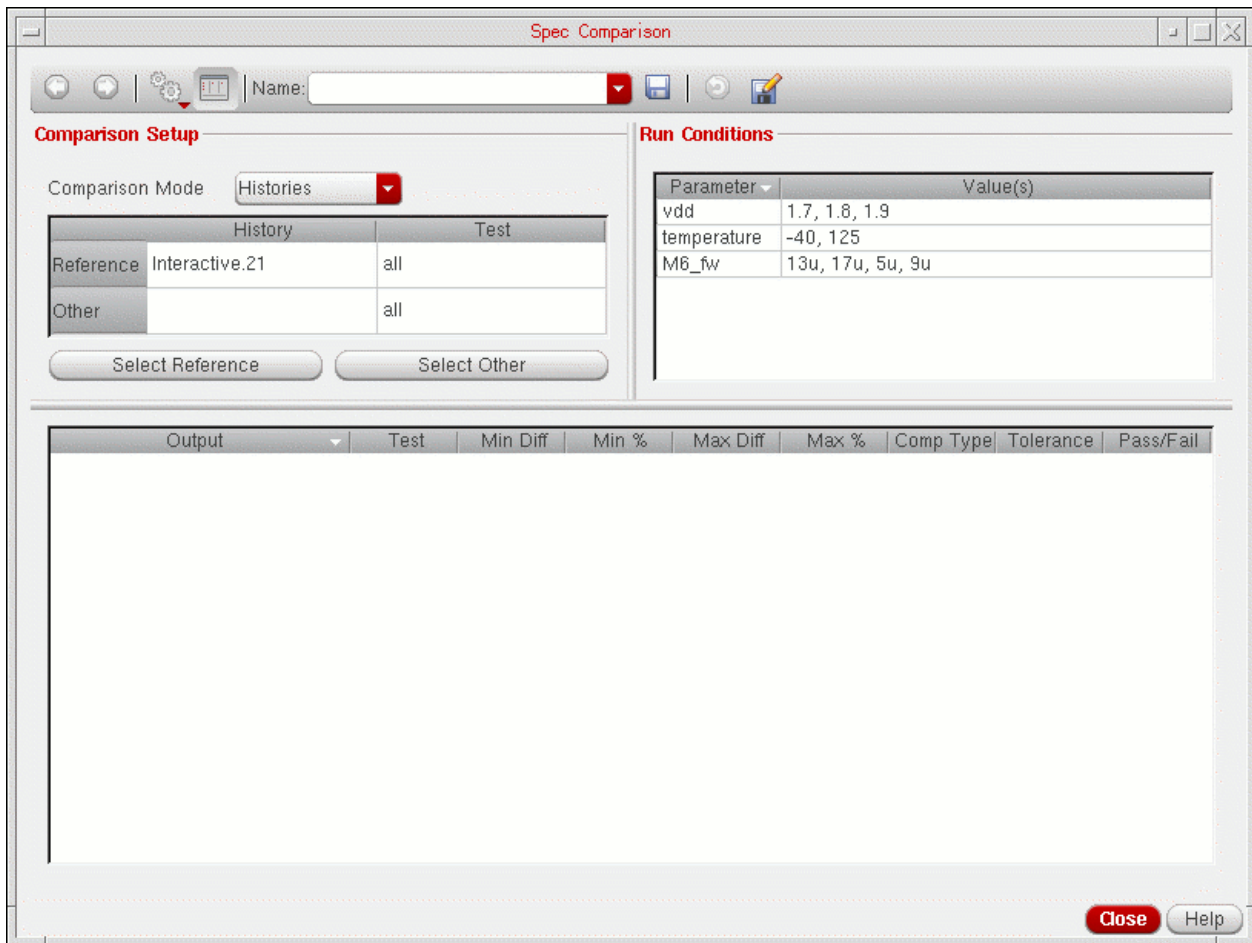 Spec Comparison
Name:
Comparison Setup
Comparison Mode Histories
History Test
Reference Interactive.21 all
Other all
Select Reference Select Other
Run Conditions
Parameter Value(s)
vdd 1.7, 1.8, 1.9
temperature -40, 125
M6_fw 13u, 17u, 5u, 9u
Output Test Min Diff Min % Max Diff Max % Comp Type Tolerance Pass/Fail
Close Help